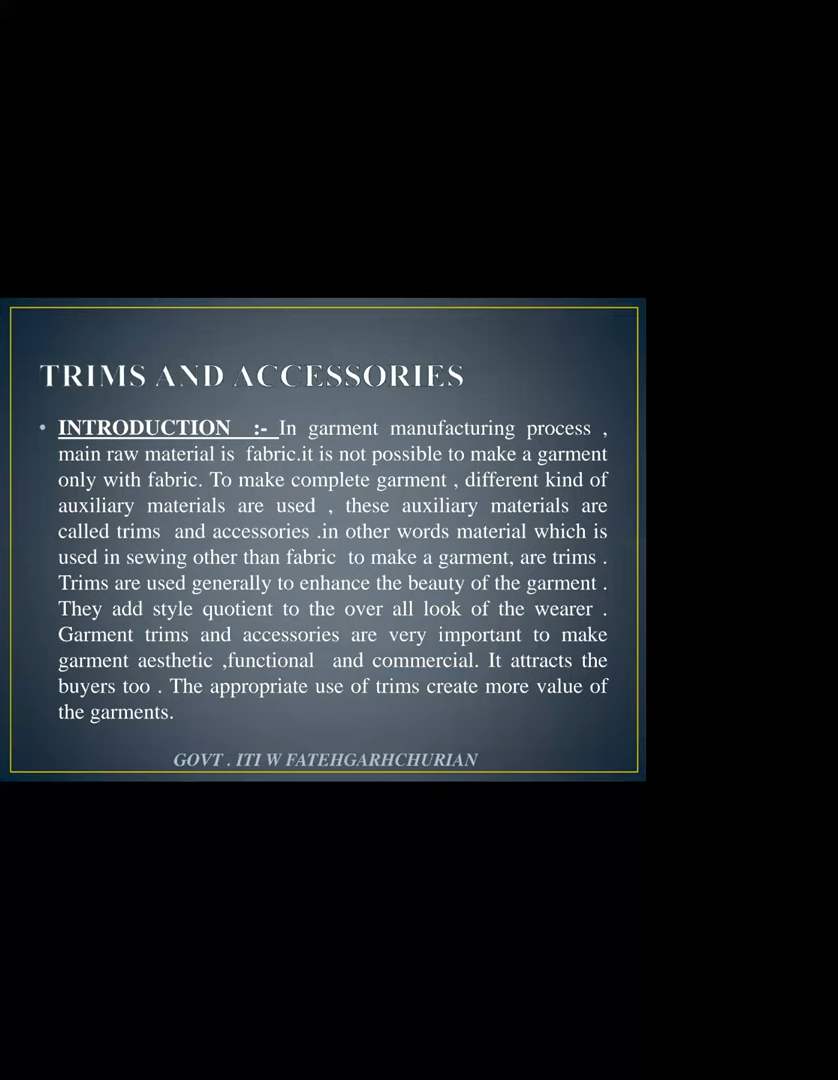 TRIMS AND ACCESSORIES
• INTRODUCTION :- In garment manufacturing process ,
main raw material is fabric.it is not possible to make a garment
only with fabric. To make complete garment , different kind of
auxiliary materials are used , these auxiliary materials are
called trims and accessories .in other words material which is
used in sewing other than fabric to make a garment, are trims .
Trims are used generally to enhance the beauty of the garment .
They add style quotient to the over all look of the wearer .
Garment trims and accessories are very important to make
garment aesthetic ,functional and commercial. It attracts the
buyers too . The appropriate use of trims create more value of
the garments.
GOVT . ITI W FATEHGARHCHURIAN